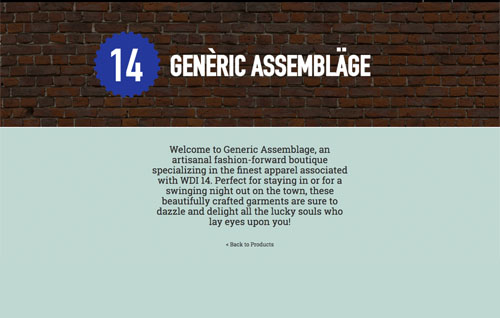 14 GENÈRIC ASSEMBLÄGE
Welcome to Generic Assemblage, an
artisanal fashion-forward boutique
specializing in the finest apparel associated
with WDI 14. Perfect for staying in or for a
swinging night out on the town, these
beautifully crafted garments are sure to
dazzle and delight all the lucky souls who
lay eyes upon you!
< Back to Products